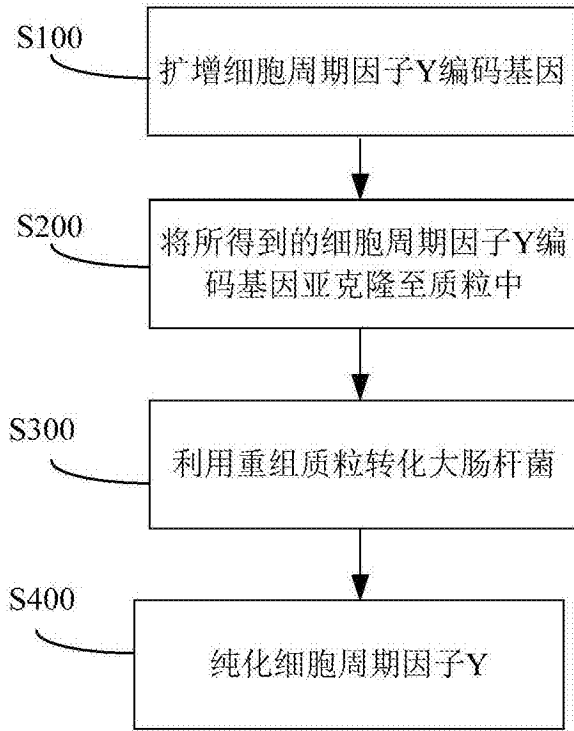 S100
扩增细胞周期因子Y编码基因
S200
将所得到的细胞周期因子Y编
码基因亚克隆至质粒中
S300
利用重组质粒转化大肠杆菌
S400
纯化细胞周期因子Y